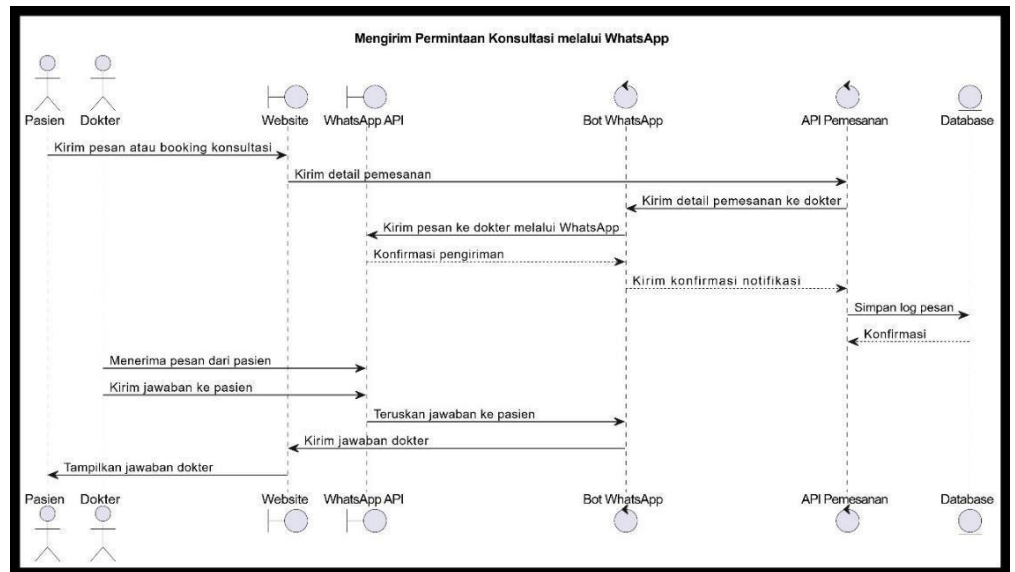 Mengirim Permintaan Konsultasi melalui WhatsApp
Pasien Dokter Website WhatsApp API Bot WhatsApp API Pemesanan Database
Kirim pesan atau booking konsultasi
Kirim detail pemesanan
Kirim detail pemesanan ke dokter
Kirim pesan ke dokter melalui WhatsApp
Konfirmasi pengiriman
Kirim konfirmasi notifikasi
Simpan log pesan
Konfirmasi
Menerima pesan dari pasien
Kirim jawaban ke pasien
Teruskan jawaban ke pasien
Kirim jawaban dokter
Tampilkan jawaban dokter
Pasien Dokter Website WhatsApp API Bot WhatsApp API Pemesanan Database